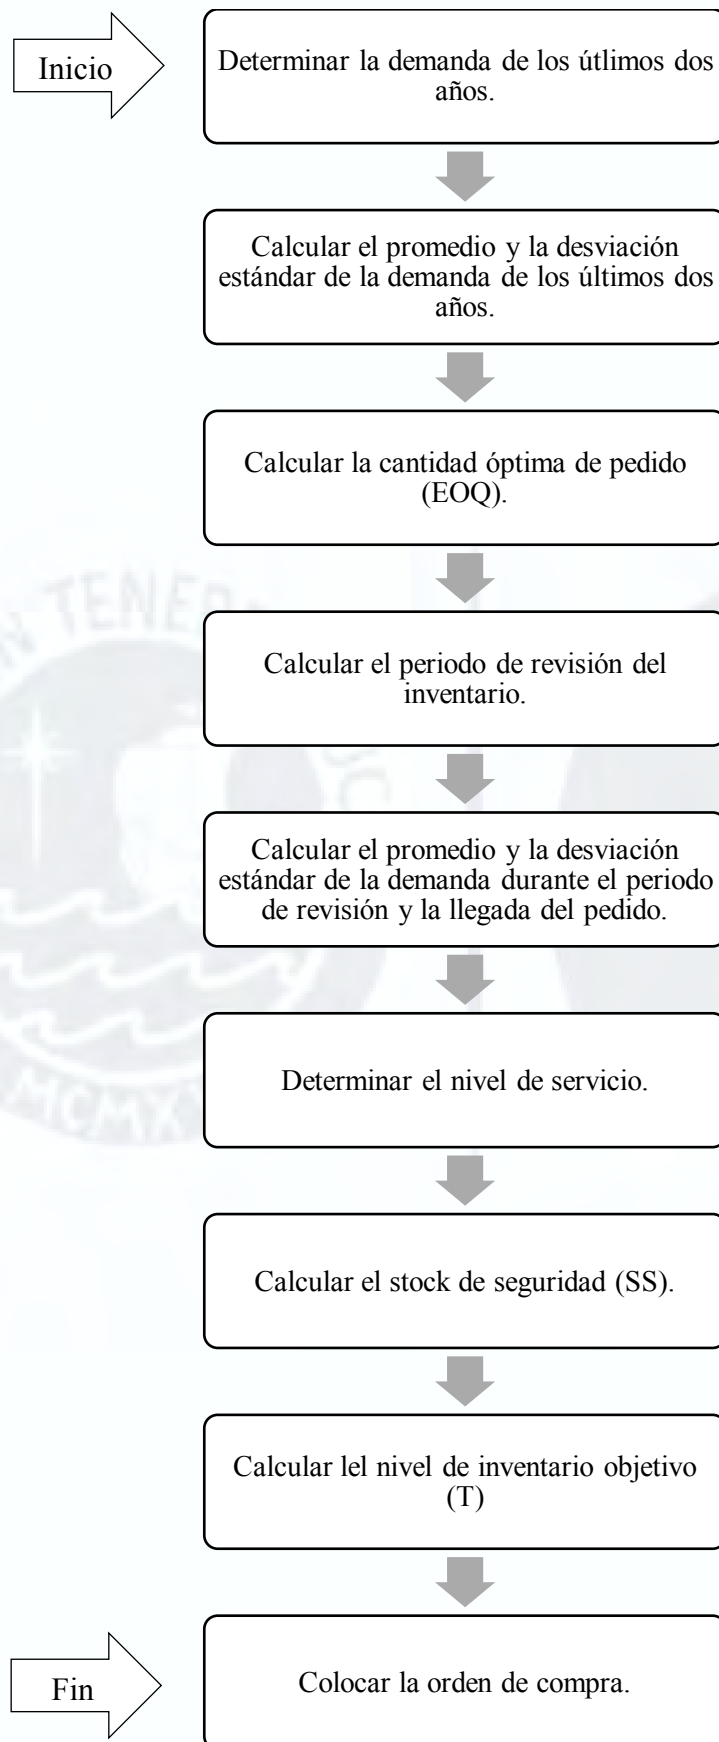 Inicio
Determinar la demanda de los útlimos dos
años.
Calcular el promedio y la desviación
estándar de la demanda de los últimos dos
años.
Calcular la cantidad óptima de pedido
(EOQ).
Calcular el periodo de revisión del
inventario.
Calcular el promedio y la desviación
estándar de la demanda durante el periodo
de revisión y la llegada del pedido.
Determinar el nivel de servicio.
Calcular el stock de seguridad (SS).
Calcular lel nivel de inventario objetivo
(T)
Fin
Colocar la orden de compra.